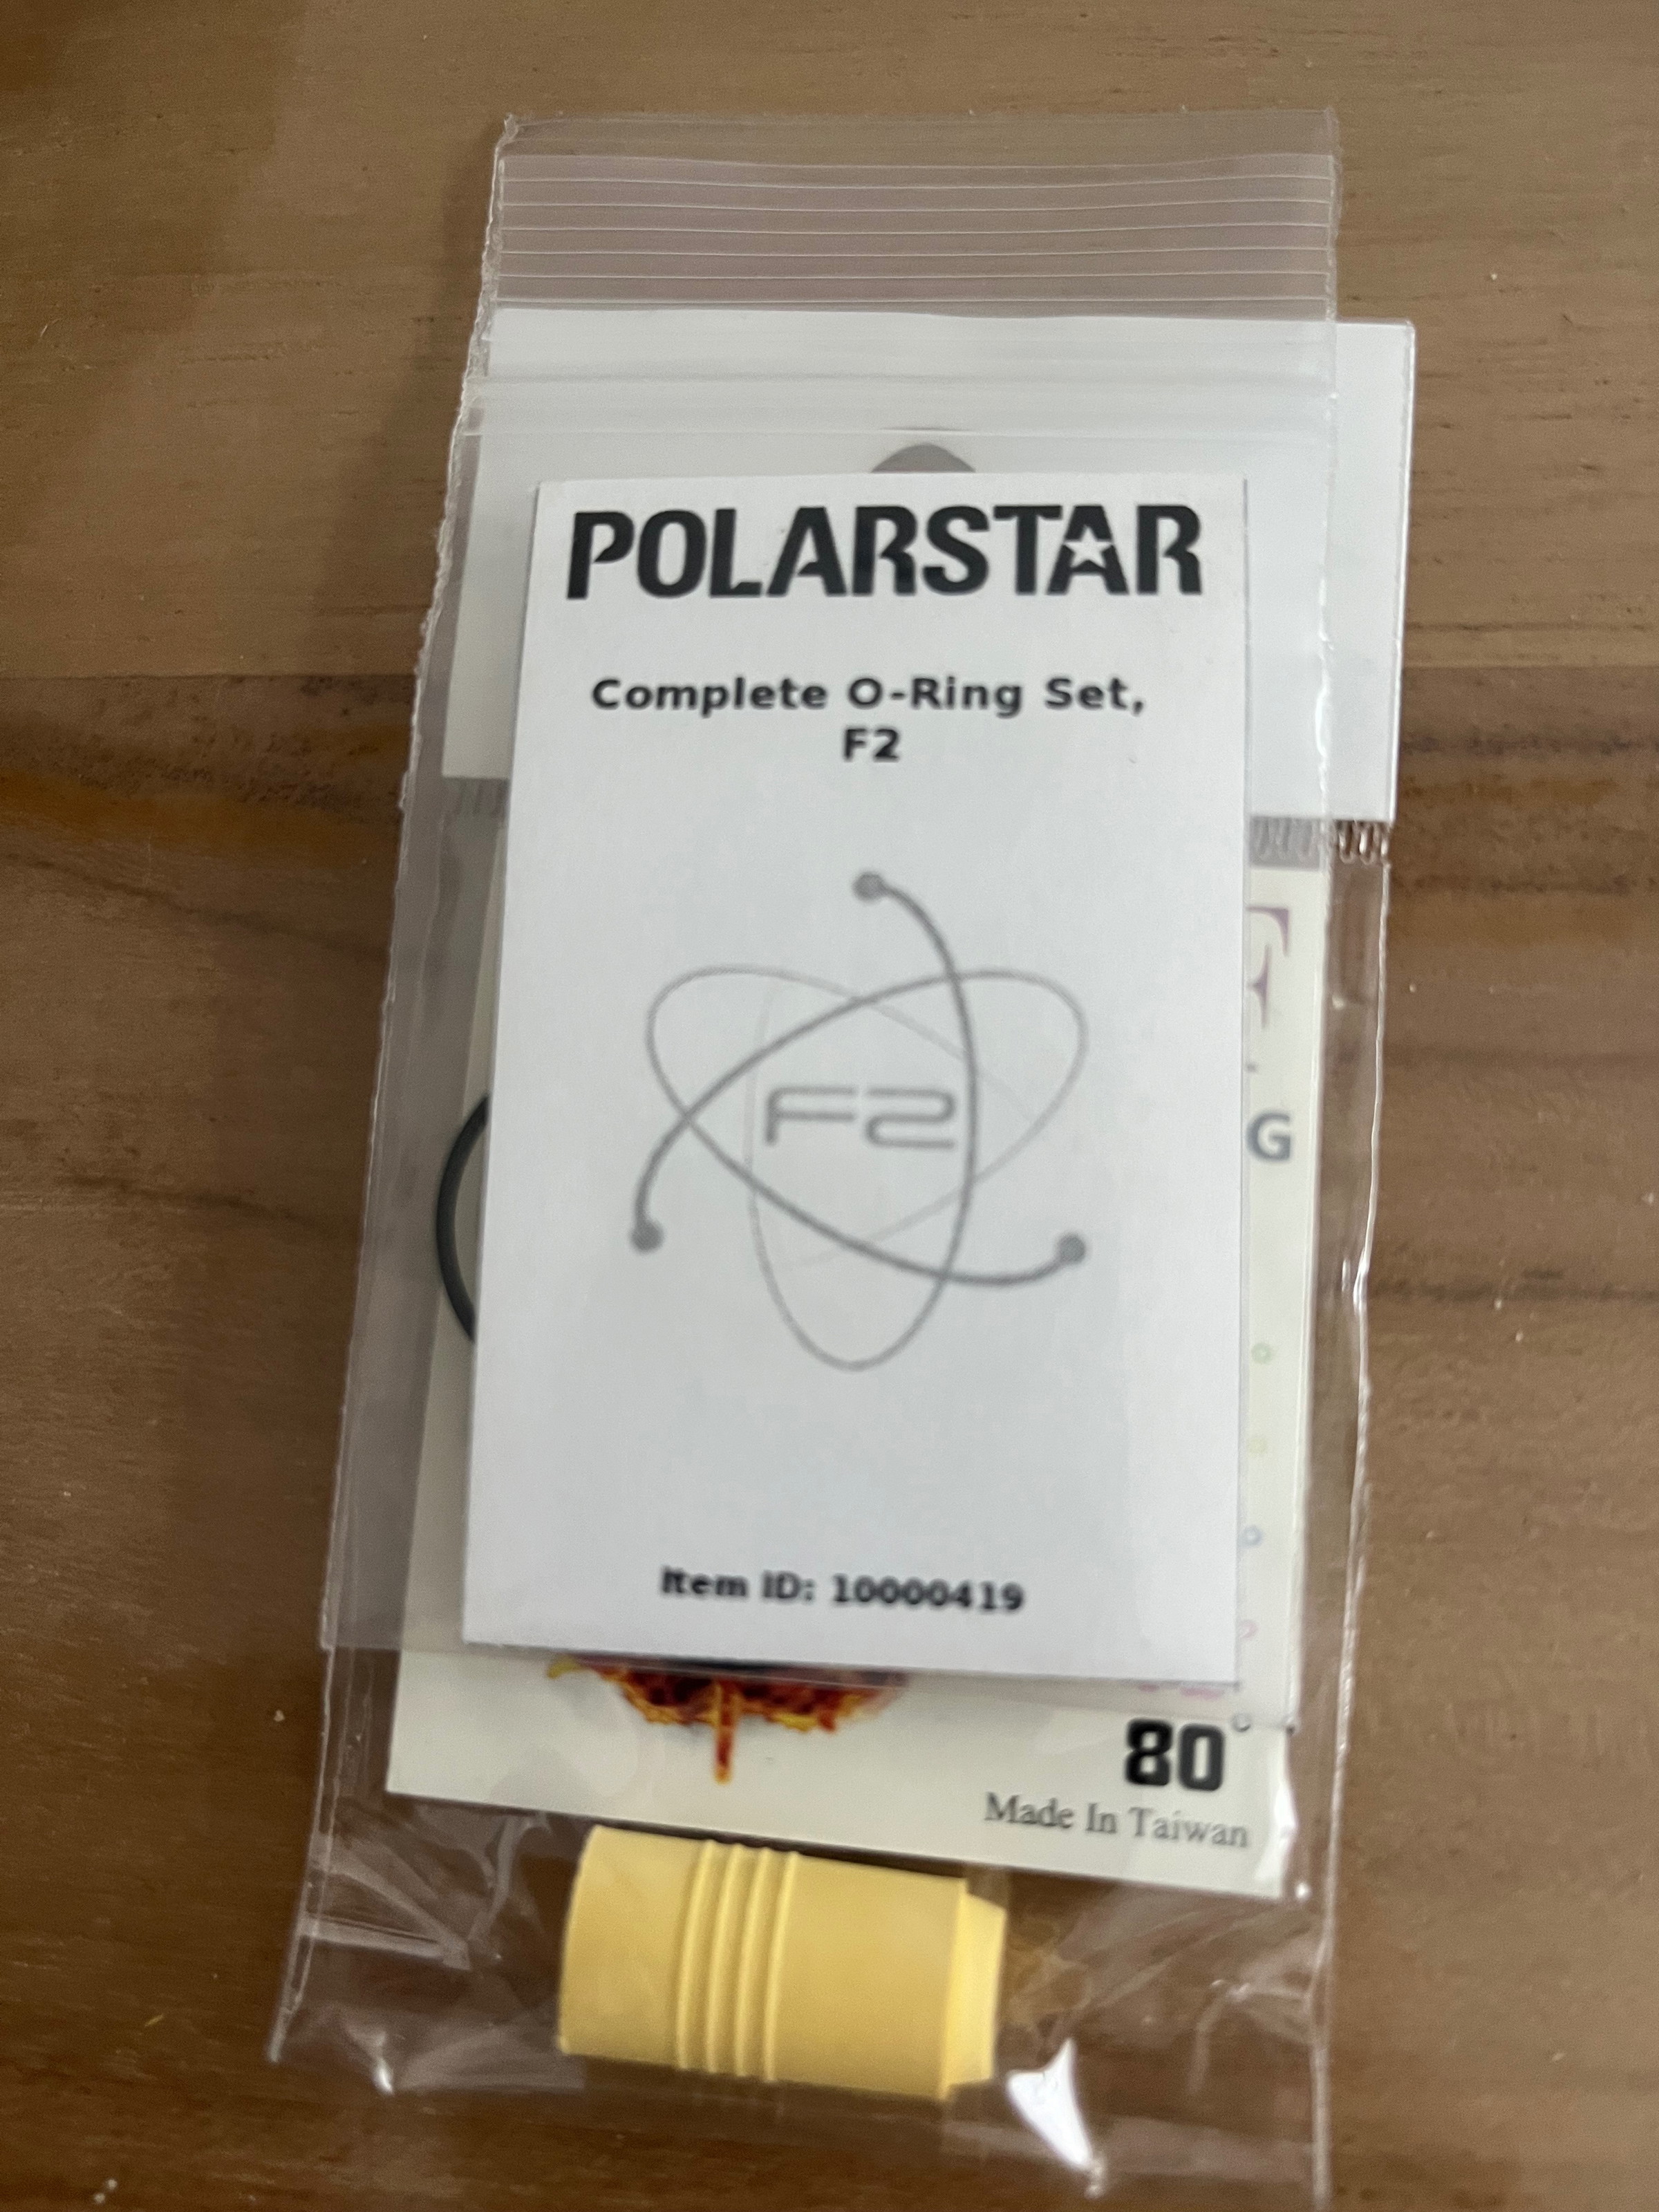 POLARSTAR
Complete O-Ring Set,
F2
F2
G
Item ID: 10000419
80°
Made In Taiwan